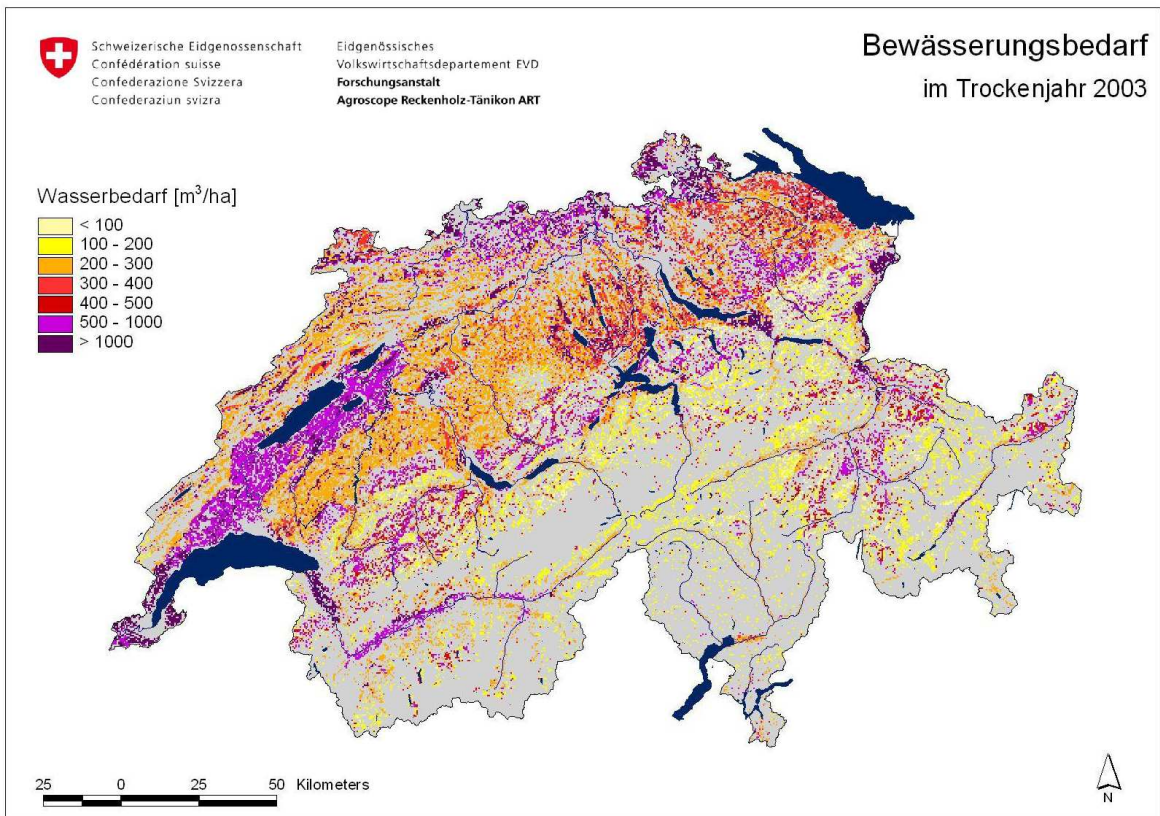 Schweizerische Eidgenossenschaft
Confédération suisse
Confederazione Svizzera
Confederaziun svizra
Eidgenössisches
Volkswirtschaftsdepartement EVD
Forschungsanstalt
Agroscope Reckenholz-Tänikon ART
Bewässerungsbedarf
im Trockenjahr 2003
Wasserbedarf [m³/ha]
< 100
100 - 200
200 - 300
300 - 400
400 - 500
500 - 1000
> 1000
25 0 25 50 Kilometers
N